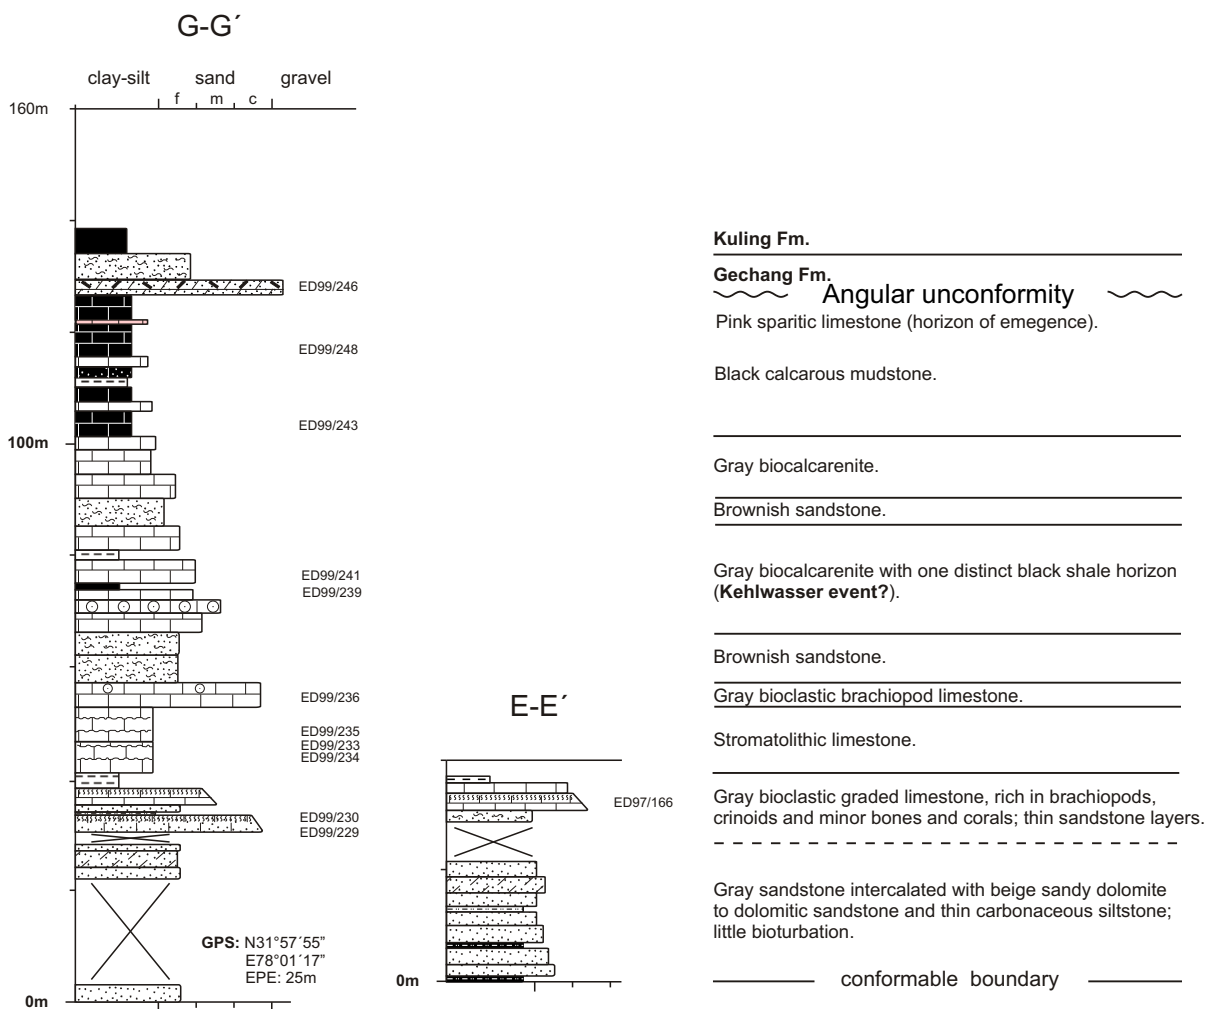 G-G´
clay-silt sand gravel
f m c
160m
100m
0m
ED99/246
ED99/248
ED99/243
ED99/241
ED99/239
ED99/236
ED99/235
ED99/233
ED99/234
ED99/230
ED99/229
GPS: N31°57´55”
E78°01´17”
EPE: 25m
E-E´
ED97/166
0m
Kuling Fm.
Gechang Fm.
Angular unconformity
Pink sparitic limestone (horizon of emegence).
Black calcarous mudstone.
Gray biocalcarenite.
Brownish sandstone.
Gray biocalcarenite with one distinct black shale horizon
(Kehlwasser event?).
Brownish sandstone.
Gray bioclastic brachiopod limestone.
Stromatolithic limestone.
Gray bioclastic graded limestone, rich in brachiopods,
crinoids and minor bones and corals; thin sandstone layers.
Gray sandstone intercalated with beige sandy dolomite
to dolomitic sandstone and thin carbonaceous siltstone;
little bioturbation.
conformable boundary